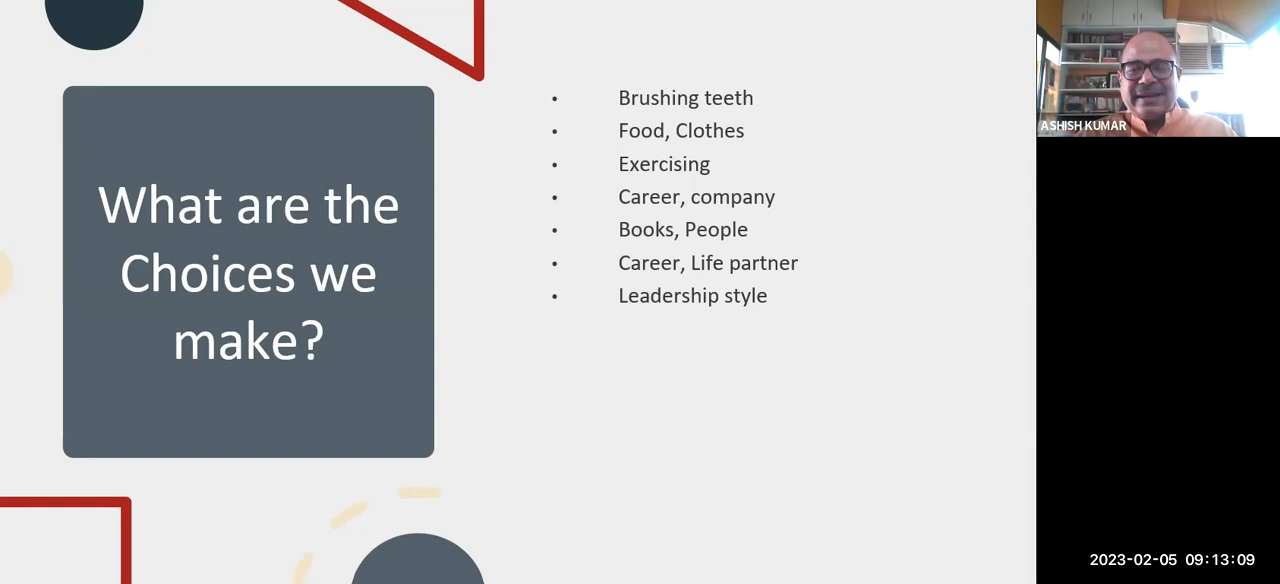 What are the
Choices we
make?
• Brushing teeth
• Food, Clothes
• Exercising
• Career, company
• Books, People
• Career, Life partner
• Leadership style
ASHISH KUMAR
2023-02-05 09:13:09